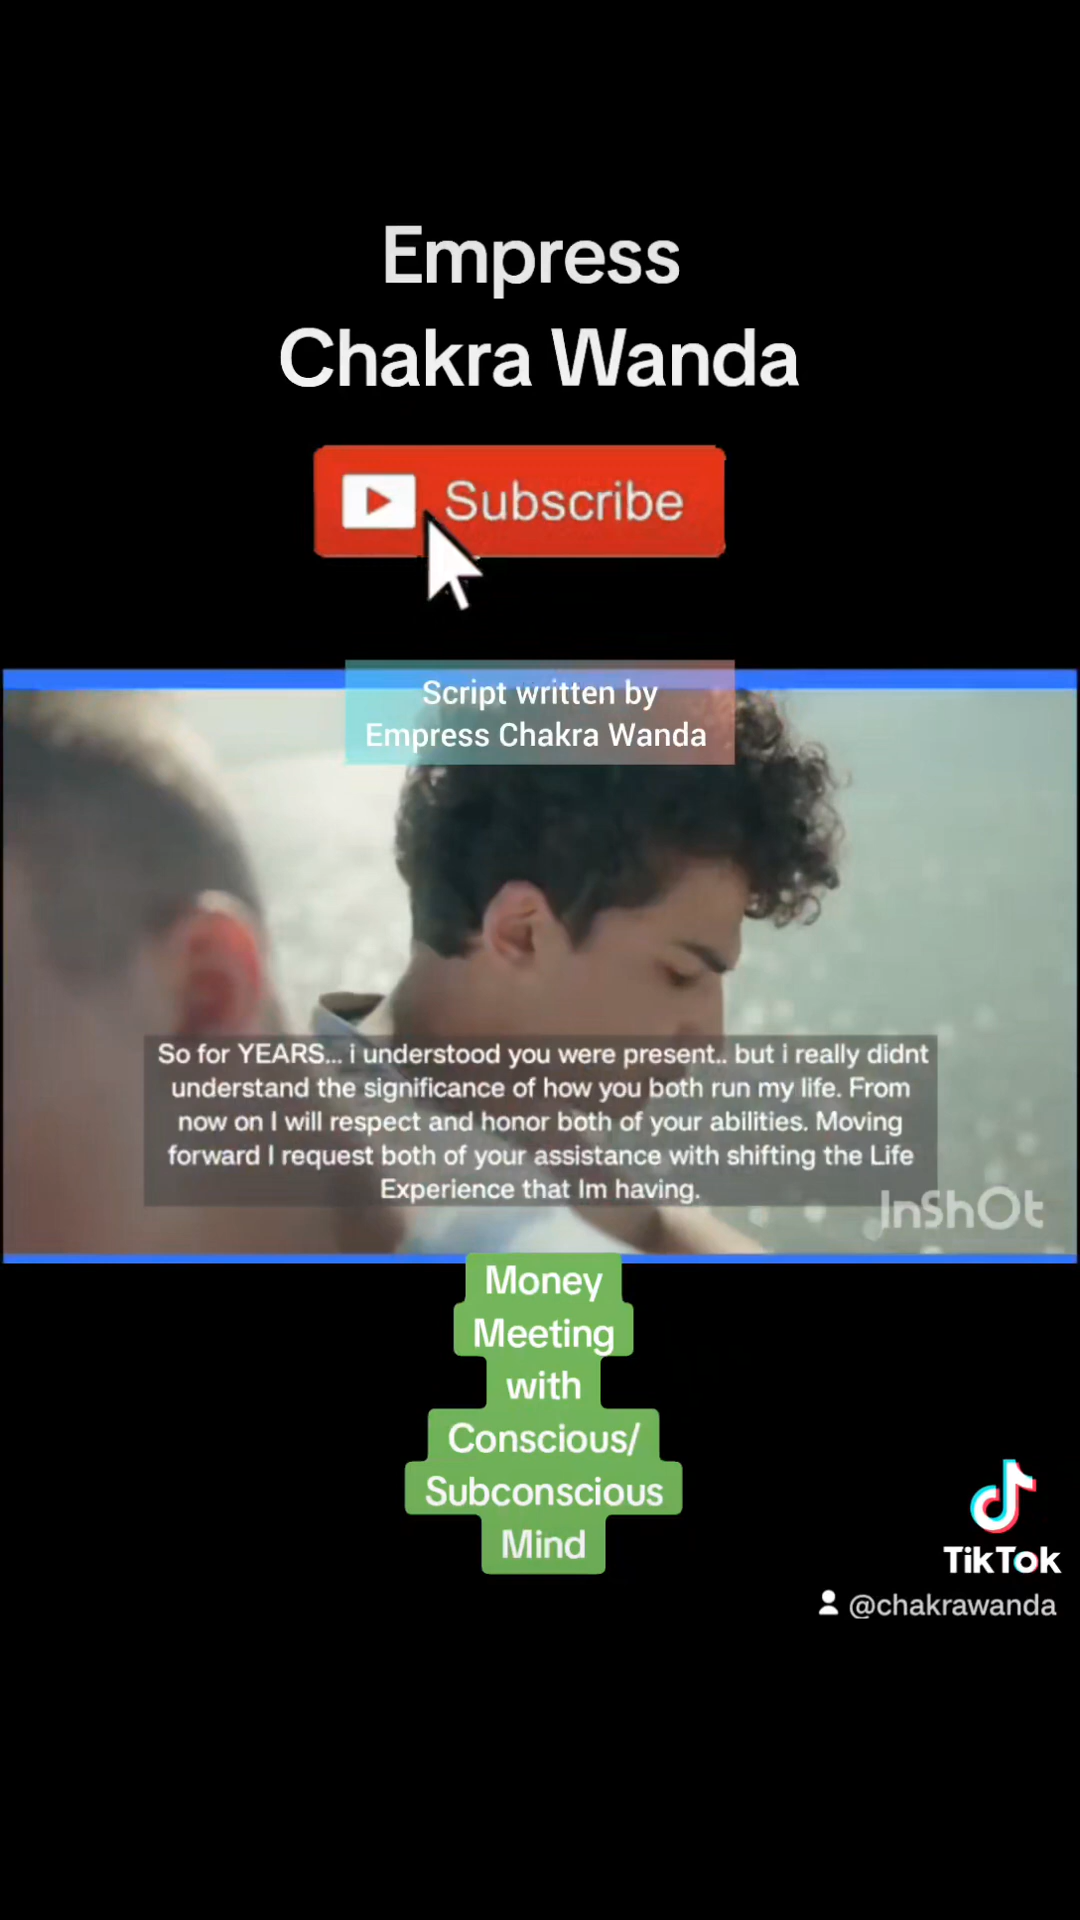 Empress
Chakra Wanda
Subscribe
Script written by
Empress Chakra Wanda
So for YEARS... i understood you were present.. but i really didnt
understand the significance of how you both run my life. From
now on I will respect and honor both of your abilities. Moving
forward I request both of your assistance with shifting the Life
Experience that Im having.
InShOt
Money
Meeting
with
Conscious/
Subconscious
Mind
TikTok
@chakrawanda